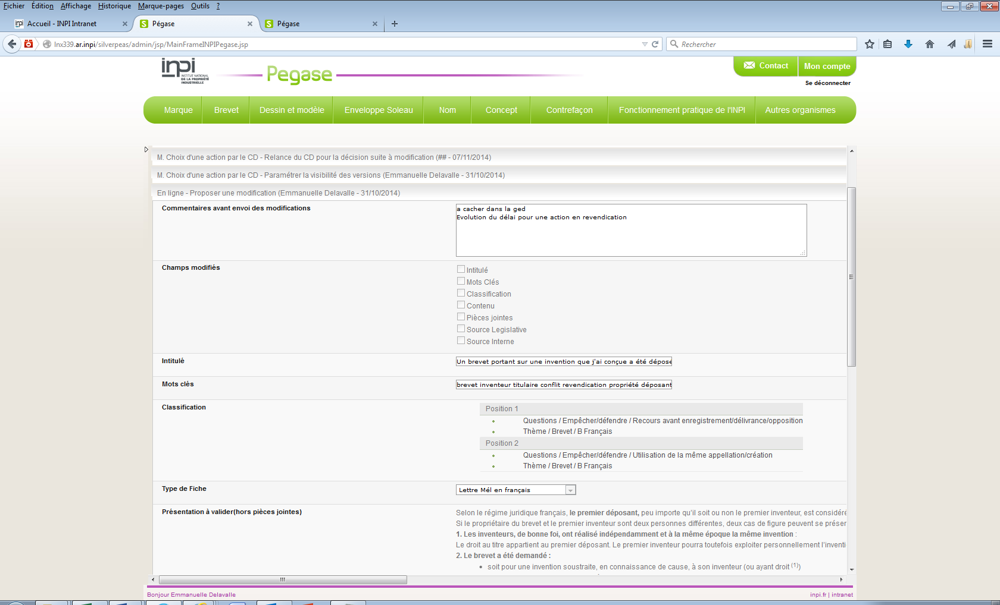 Fichier Édition Affichage Historique Marque-pages Outils ?
inpi Accueil - INPI Intranet
S Pégase
S Pégase
lnx339.ar.inpi/silverpeas/admin/jsp/MainFrameINPIPegase.jsp
Rechercher
inpi
INSTITUT NATIONAL
DE LA PROPRIÉTÉ
INDUSTRIELLE
Pegase
Contact
Mon compte
Se déconnecter
Marque Brevet Dessin et modèle Enveloppe Soleau Nom Concept Contrefaçon Fonctionnement pratique de l'INPI Autres organismes
M. Choix d'une action par le CD - Relance du CD pour la décision suite à modification (## - 07/11/2014)
M. Choix d'une action par le CD - Paramétrer la visibilité des versions (Emmanuelle Delavalle - 31/10/2014)
En ligne - Proposer une modification (Emmanuelle Delavalle - 31/10/2014)
Commentaires avant envoi des modifications
a cacher dans la ged
Evolution du délai pour une action en revendication
Champs modifiés
Intitulé
Mots Clés
Classification
Contenu
Pièces jointes
Source Legislative
Source Interne
Intitulé
Un brevet portant sur une invention que j'ai conçue a été déposé
Mots clés
brevet inventeur titulaire conflit revendication propriété déposant
Classification
Position 1
Questions / Empêcher/défendre / Recours avant enregistrement/délivrance/opposition
Thème / Brevet / B Français
Position 2
Questions / Empêcher/défendre / Utilisation de la même appellation/création
Thème / Brevet / B Français
Type de Fiche
Lettre Mél en français
Présentation à valider(hors pièces jointes)
Selon le régime juridique français, le premier déposant, peu importe qu'il soit ou non le premier inventeur, est considéré
Si le propriétaire du brevet et le premier inventeur sont deux personnes différentes, deux cas de figure peuvent se présen
1. Les inventeurs, de bonne foi, ont réalisé indépendamment et à la même époque la même invention :
Le droit au titre appartient au premier déposant. Le premier inventeur pourra toutefois exploiter personnellement l'inventi
2. Le brevet a été demandé :
• soit pour une invention soustraite, en connaissance de cause, à son inventeur (ou ayant droit (1))
Bonjour Emmanuelle Delavalle
inpi.fr | intranet